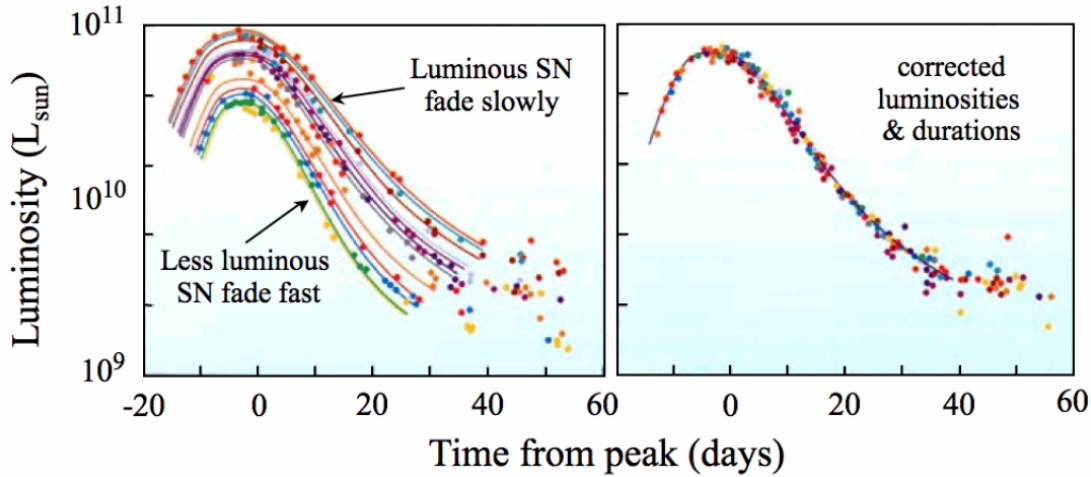 10^11
10^10
10^9
Luminosity (L_sun)
Luminous SN
fade slowly
Less luminous
SN fade fast
corrected
luminosities
& durations
-20 0 20 40 60
0 20 40 60
Time from peak (days)